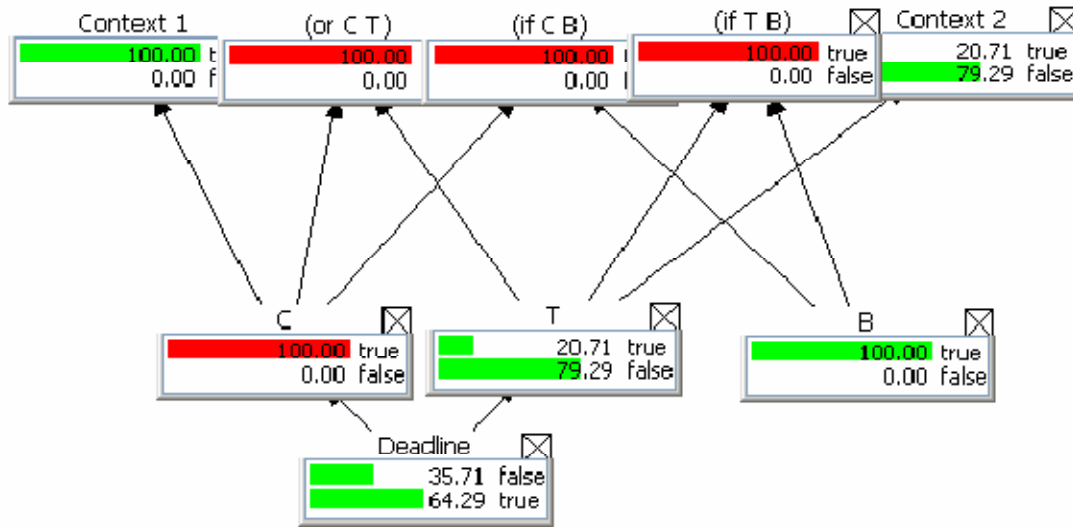 Context 1 (or C T) (if C B) (if T B) Context 2
100.00 100.00 100.00 100.00 true 20.71 true
0.00 0.00 0.00 0.00 false 79.29 false
C T B
100.00 true 20.71 true 100.00 true
0.00 false 79.29 false 0.00 false
Deadline
35.71 false
64.29 true